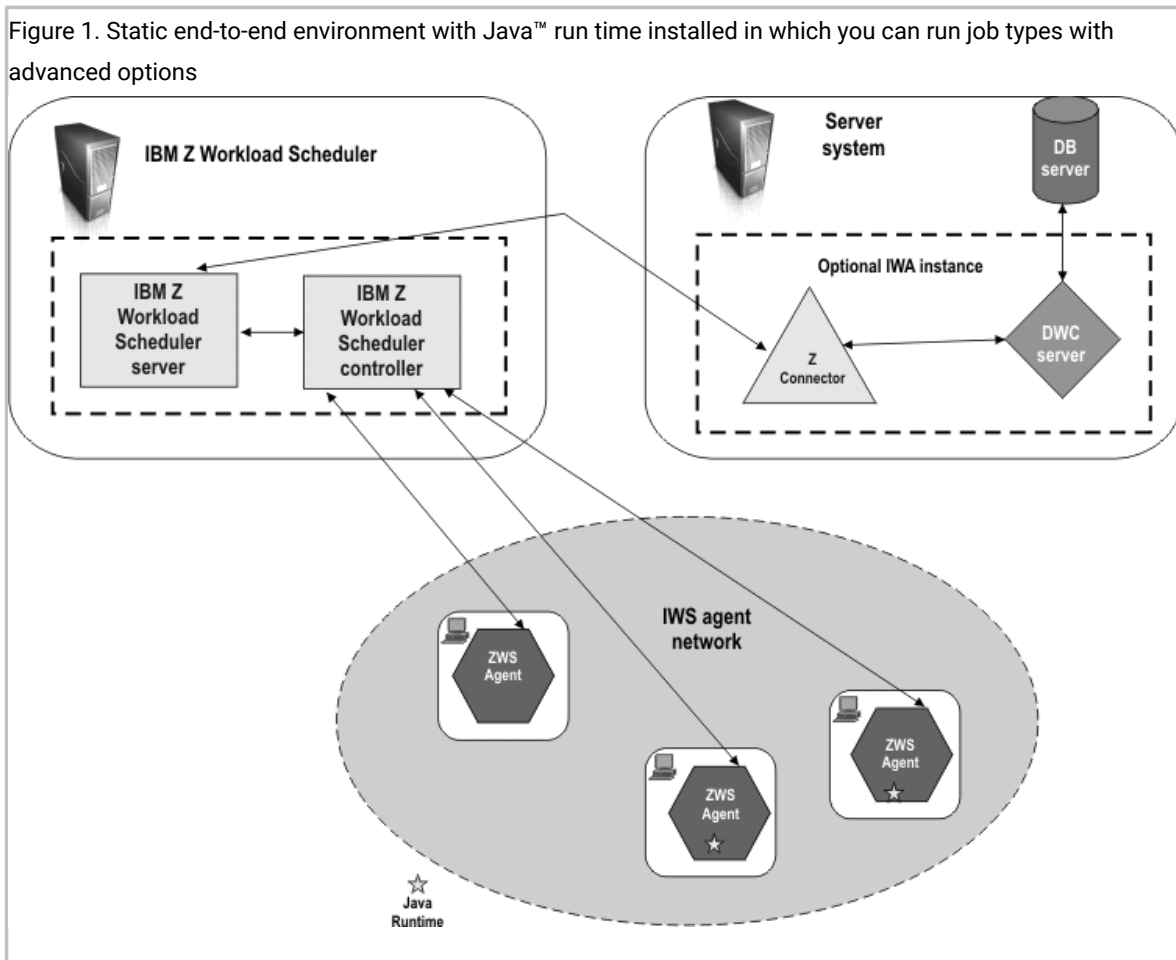 Figure 1. Static end-to-end environment with Java™ run time installed in which you can run job types with
advanced options
IBM Z Workload Scheduler
IBM Z
Workload
Scheduler
server
IBM Z
Workload
Scheduler
controller
Server
system
DB
server
Optional IWA instance
Z
Connector
DWC
server
IWS agent
network
ZWS
Agent
ZWS
Agent
ZWS
Agent
Java
Runtime